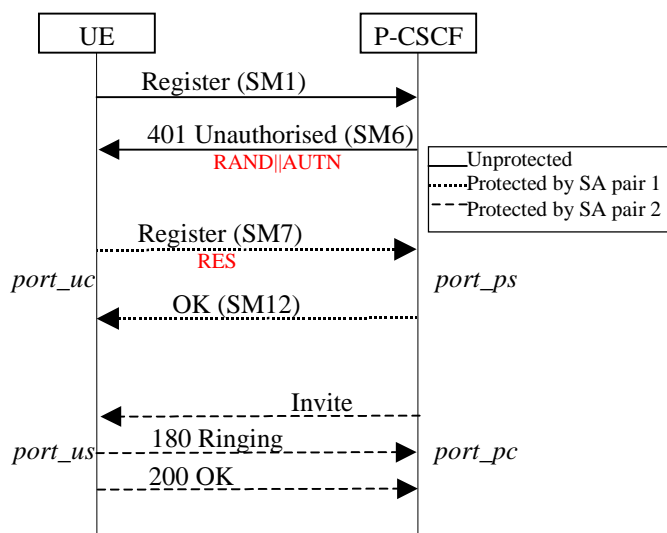 UE
P-CSCF
Register (SM1)
401 Unauthorised (SM6)
RAND||AUTN
Unprotected
Protected by SA pair 1
Protected by SA pair 2
Register (SM7)
RES
port_uc
port_ps
OK (SM12)
Invite
port_us
180 Ringing
port_pc
200 OK